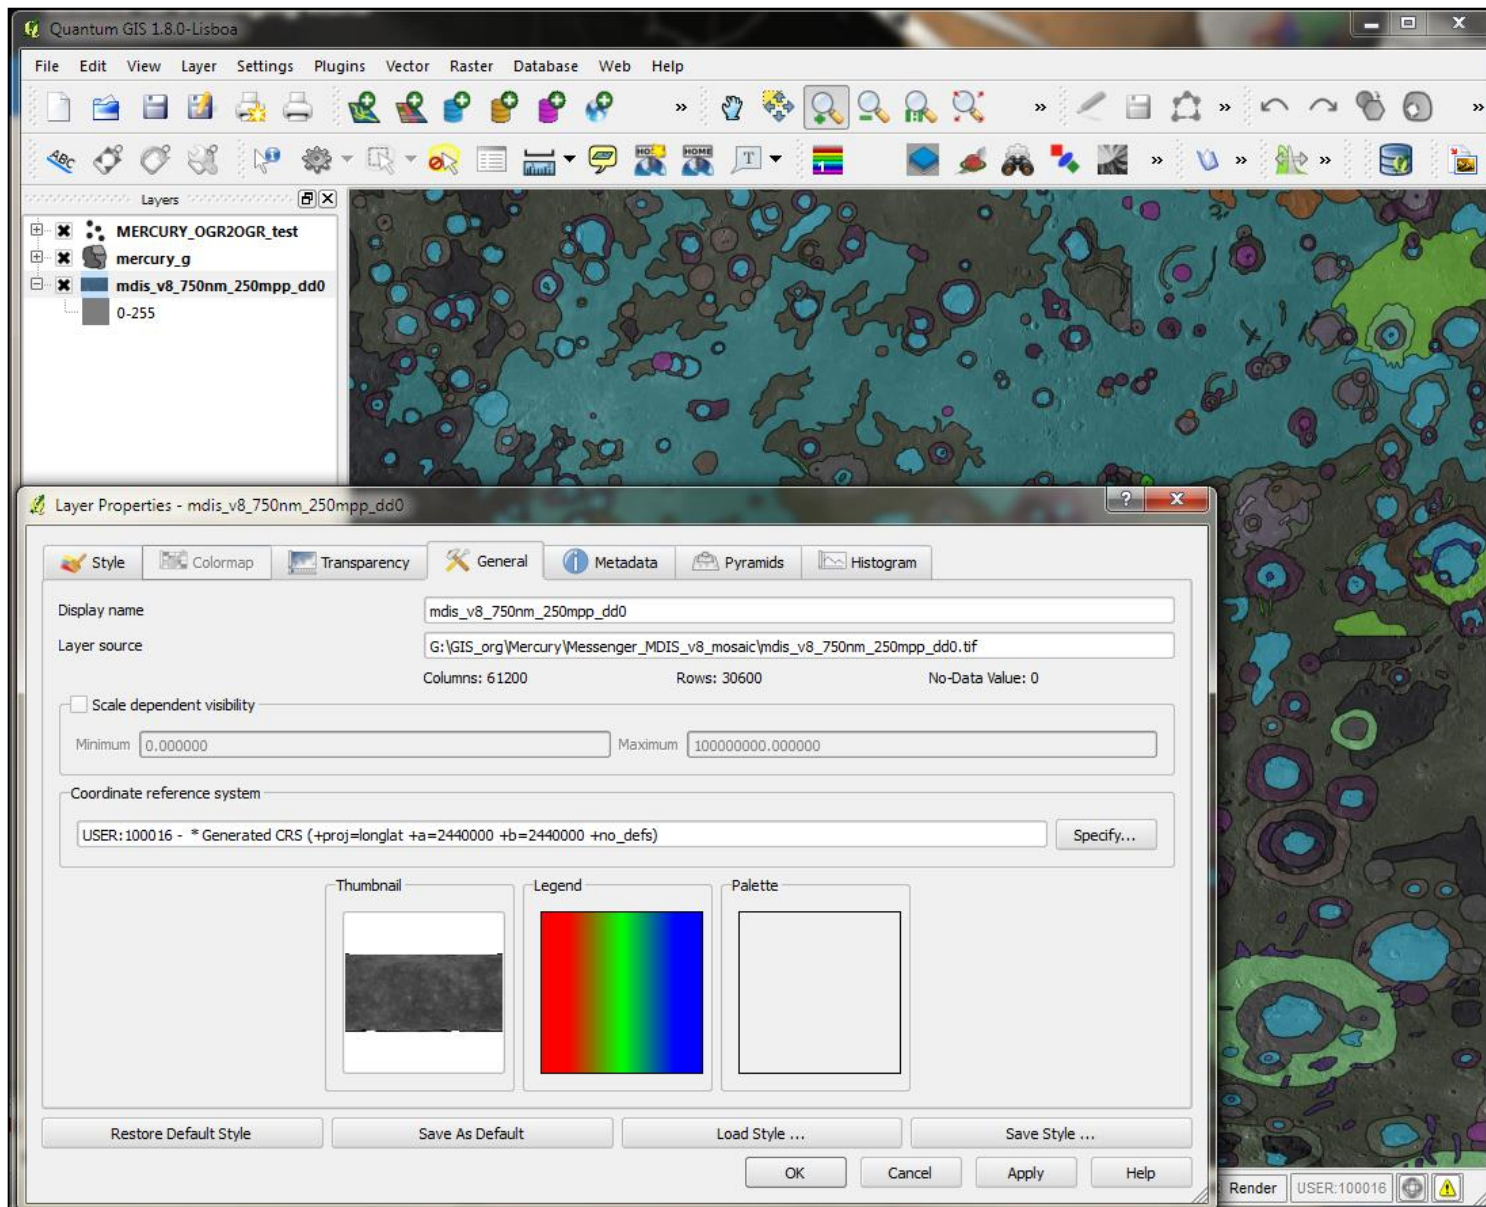 Quantum GIS 1.8.0-Lisboa
File Edit View Layer Settings Plugins Vector Raster Database Web Help
» » » » »
ABC HOME HOME T 1 » » »
Layers
MERCURY_OGR2OGR_test
mercury_g
mdis_v8_750nm_250mpp_dd0
0-255
Layer Properties - mdis_v8_750nm_250mpp_dd0
Style Colormap Transparency General Metadata Pyramids Histogram
Display name mdis_v8_750nm_250mpp_dd0
Layer source G:\GIS_org\Mercury\Messenger_MDIS_v8_mosaic\mdis_v8_750nm_250mpp_dd0.tif
Columns: 61200 Rows: 30600 No-Data Value: 0
Scale dependent visibility
Minimum 0.000000 Maximum 100000000.000000
Coordinate reference system
USER:100016 - * Generated CRS (+proj=longlat +a=2440000 +b=2440000 +no_defs) Specify...
Thumbnail Legend Palette
Restore Default Style Save As Default Load Style ... Save Style ...
OK Cancel Apply Help
Render USER:100016